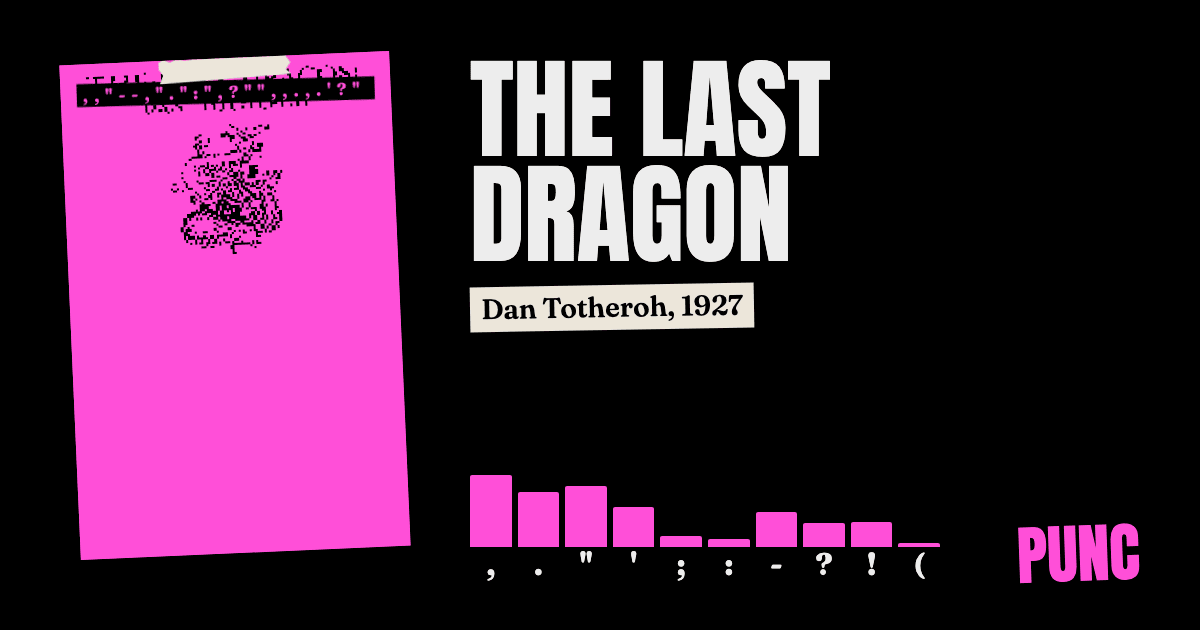 ,,"--,".":",?"",,.,.'?"
THE LAST
DRAGON
Dan Totheroh, 1927
, . " ' ; : - ? ! (
PUNC